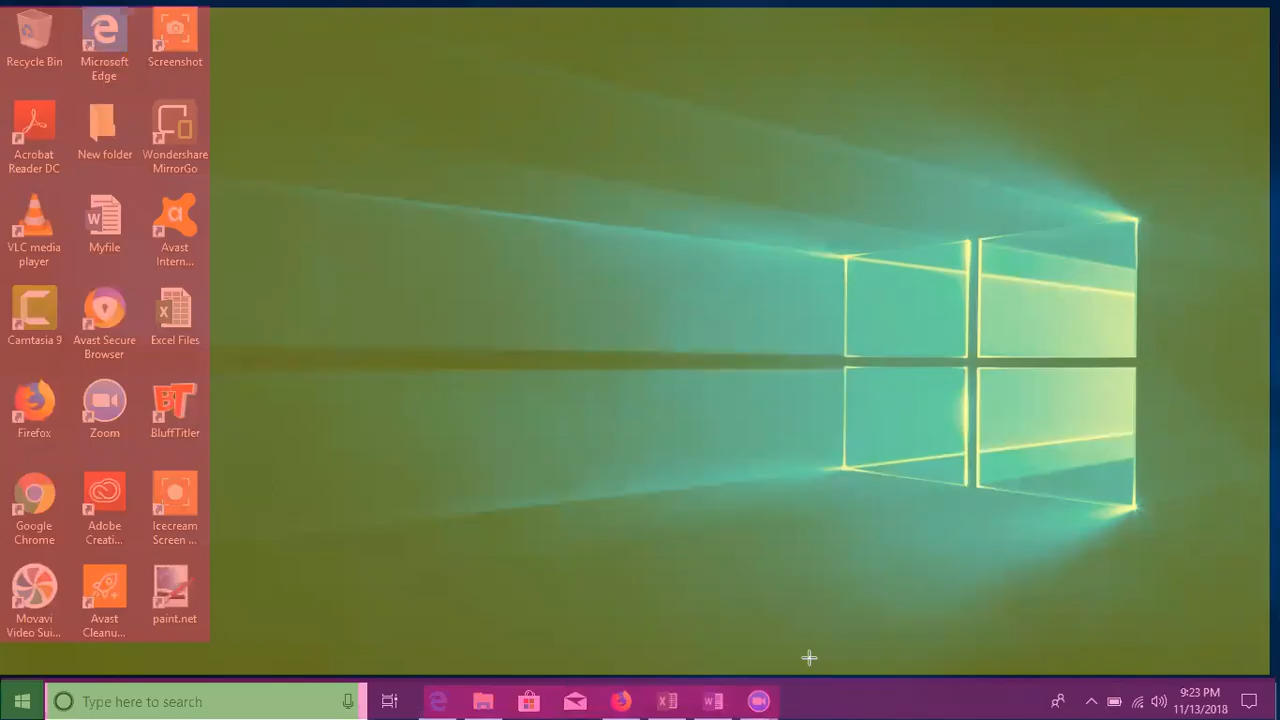 Recycle Bin
Microsoft
Edge
Screenshot
Acrobat
Reader DC
New folder
Wondershare
MirrorGo
VLC media
player
Myfile
Avast
Intern...
Camtasia 9
Avast Secure
Browser
Excel Files
Firefox
Zoom
BT
BluffTitler
Google
Chrome
Adobe
Creati...
Icecream
Screen ...
Movavi
Video Sui...
Avast
Cleanu...
paint.net
Type here to search
9:23 PM
11/13/2018